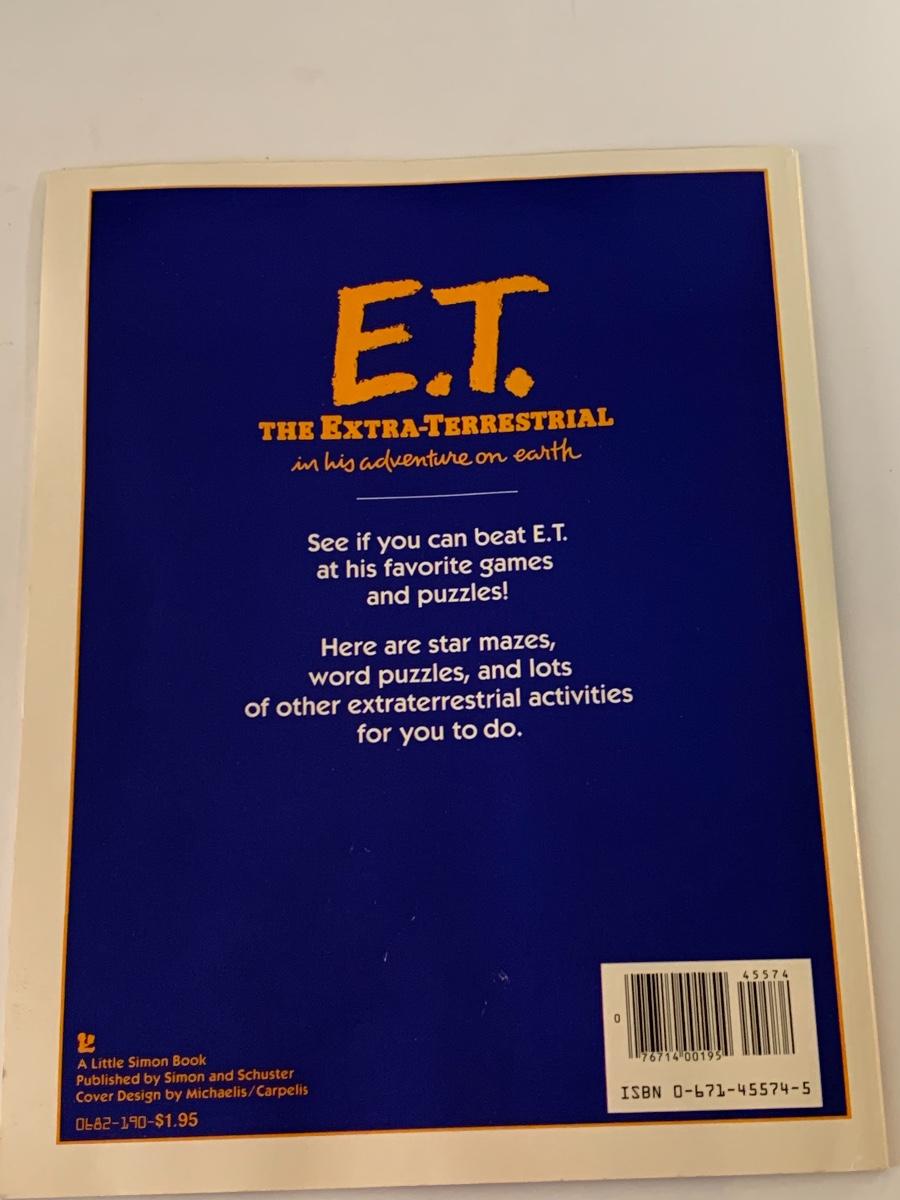 E.T.
THE EXTRA-TERRESTRIAL
in his adventure on earth
See if you can beat E.T.
at his favorite games
and puzzles!
Here are star mazes,
word puzzles, and lots
of other extraterrestrial activities
for you to do.
A Little Simon Book
Published by Simon and Schuster
Cover Design by Michaelis/Carpelis
0682-190-$1.95
45574
0 76714 00195
ISBN 0-671-45574-5